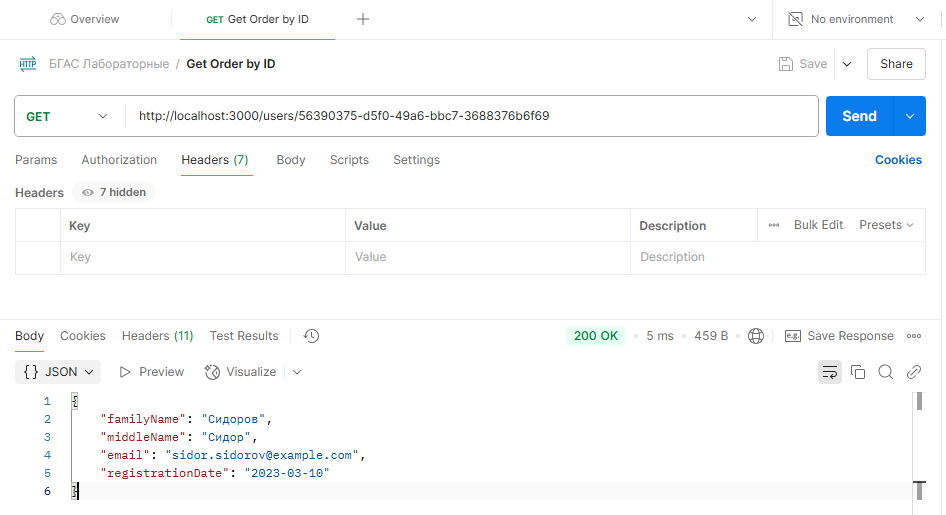 Overview
GET Get Order by ID
No environment
HTTP БГАС Лабораторные / Get Order by ID
Save
Share
GET
http://localhost:3000/users/56390375-d5f0-49a6-bbc7-3688376b6f69
Send
Params Authorization Headers (7) Body Scripts Settings Cookies
Headers 7 hidden
Key Value Description Bulk Edit Presets
Key Value Description
Body Cookies Headers (11) Test Results 200 OK 5 ms 459 B e.g. Save Response
{} JSON Preview Visualize
1 {
2 "familyName": "Сидоров",
3 "middleName": "Сидор",
4 "email": "sidor.sidorov@example.com",
5 "registrationDate": "2023-03-10"
6 }